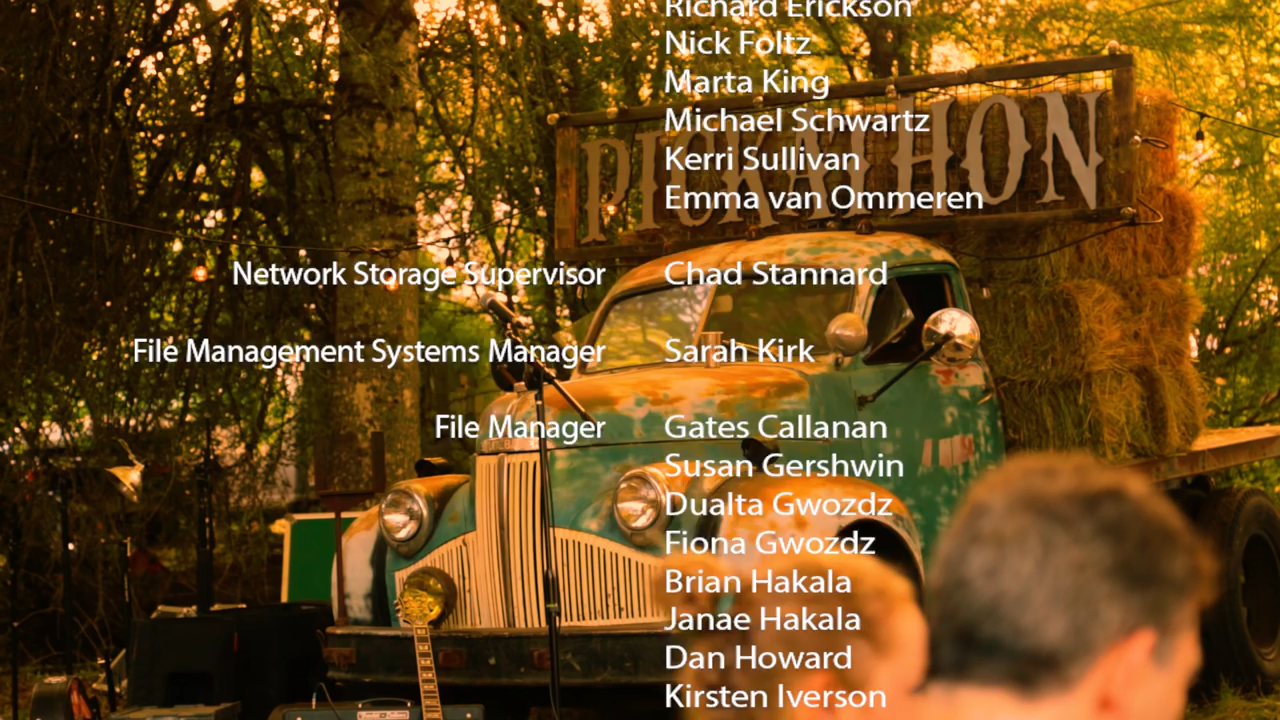 Richard Erickson
Nick Foltz
Marta King
Michael Schwartz
Kerri Sullivan
Emma van Ommeren
PICKATHON
Network Storage Supervisor Chad Stannard
File Management Systems Manager Sarah Kirk
File Manager Gates Callanan
Susan Gershwin
Dualta Gwozdz
Fiona Gwozdz
Brian Hakala
Janae Hakala
Dan Howard
Kirsten Iverson